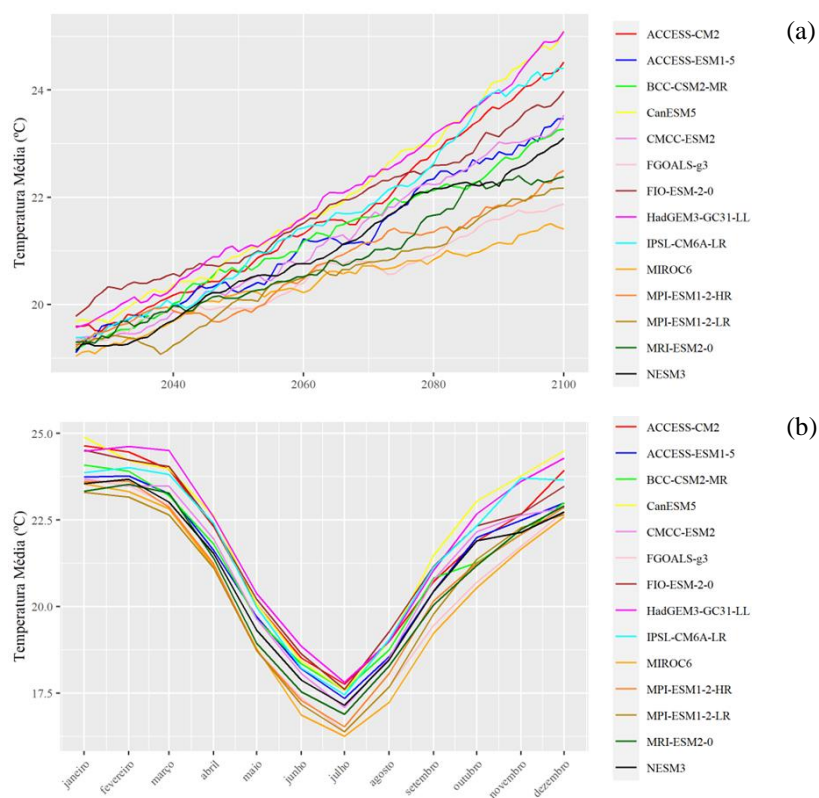 (a)
Temperatura Média (ºC)
24
22
20
2040
2060
2080
2100
ACCESS-CM2
ACCESS-ESM1-5
BCC-CSM2-MR
CanESM5
CMCC-ESM2
FGOALS-g3
FIO-ESM-2-0
HadGEM3-GC31-LL
IPSL-CM6A-LR
MIROC6
MPI-ESM1-2-HR
MPI-ESM1-2-LR
MRI-ESM2-0
NESM3
(b)
Temperatura Média (ºC)
25.0
22.5
20.0
17.5
janeiro
fevereiro
março
abril
maio
junho
julho
agosto
setembro
outubro
novembro
dezembro
ACCESS-CM2
ACCESS-ESM1-5
BCC-CSM2-MR
CanESM5
CMCC-ESM2
FGOALS-g3
FIO-ESM-2-0
HadGEM3-GC31-LL
IPSL-CM6A-LR
MIROC6
MPI-ESM1-2-HR
MPI-ESM1-2-LR
MRI-ESM2-0
NESM3